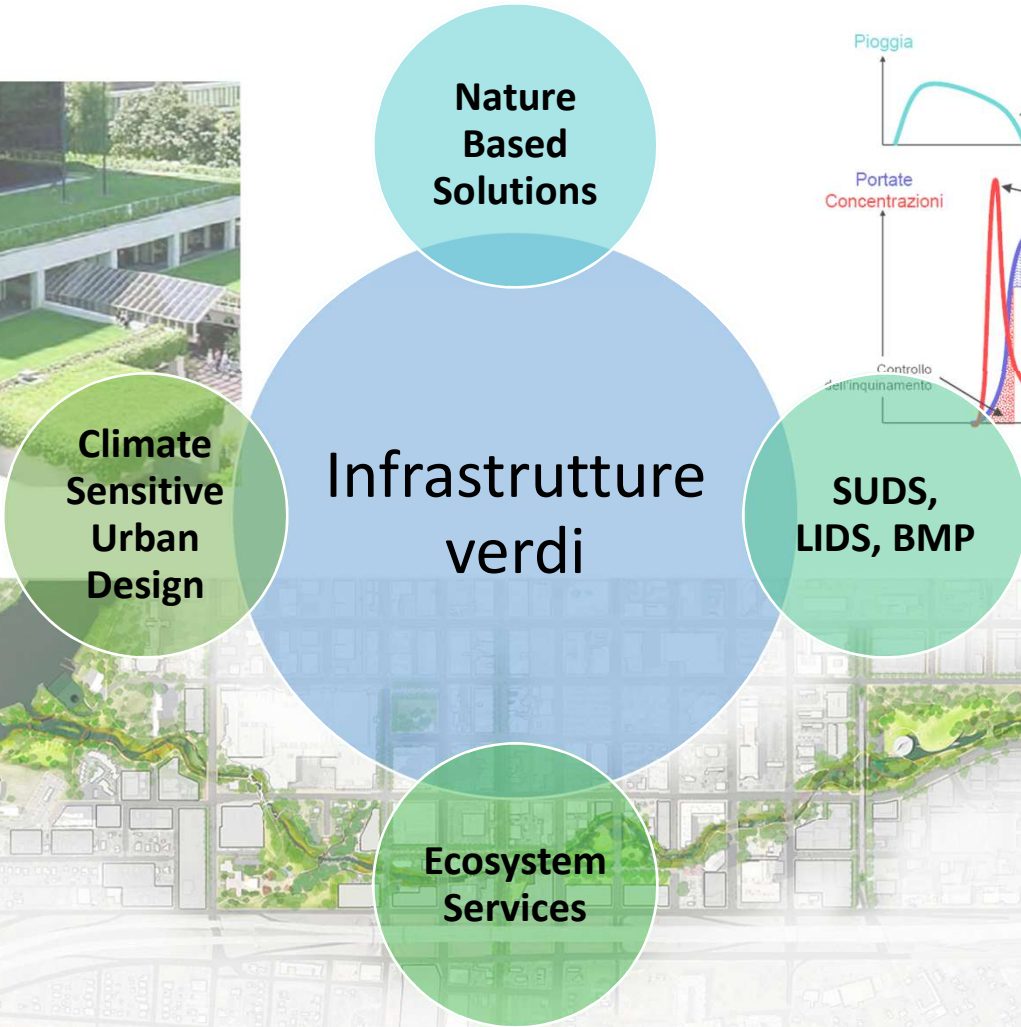 Nature
Based
Solutions
Pioggia
Portate
Concentrazioni
Controllo
dell'inquinamento
Climate
Sensitive
Urban
Design
Infrastrutture
verdi
SUDS,
LIDS, BMP
Ecosystem
Services